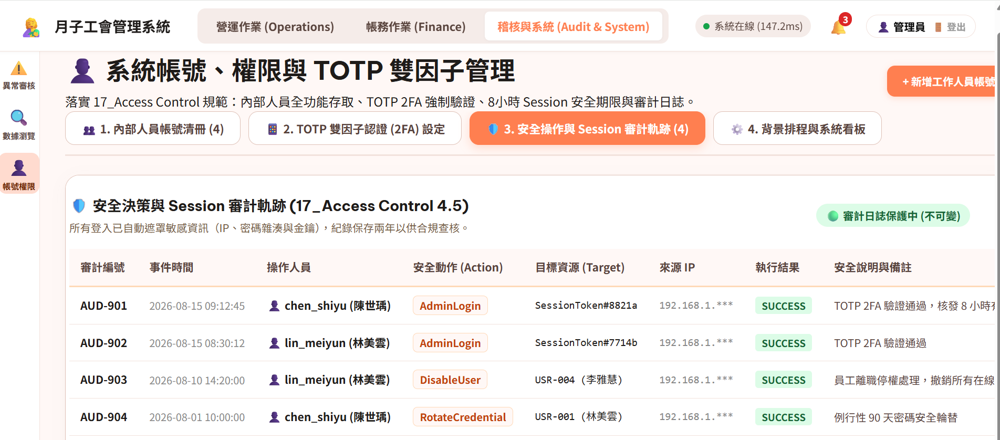 月子工會管理系統
營運作業 (Operations)
帳務作業 (Finance)
稽核與系統 (Audit & System)
系統在線 (147.2ms)
3
管理員
登出
異常審核
數據瀏覽
帳號權限
系統帳號、權限與 TOTP 雙因子管理
+ 新增工作人員帳號
落實 17_Access Control 規範：內部人員全功能存取、TOTP 2FA 強制驗證、8小時 Session 安全期限與審計日誌。
1. 內部人員帳號清冊 (4)
2. TOTP 雙因子認證 (2FA) 設定
3. 安全操作與 Session 審計軌跡 (4)
4. 背景排程與系統看板
安全決策與 Session 審計軌跡 (17_Access Control 4.5)
所有登入已自動遮罩敏感資訊（IP、密碼雜湊與金鑰），紀錄保存兩年以供合規查核。
審計日誌保護中 (不可變)
審計編號 事件時間 操作人員 安全動作 (Action) 目標資源 (Target) 來源 IP 執行結果 安全說明與備註
AUD-901 2026-08-15 09:12:45 chen_shiyu (陳世瑀) AdminLogin SessionToken#8821a 192.168.1.*** SUCCESS TOTP 2FA 驗證通過，核發 8 小時
AUD-902 2026-08-15 08:30:12 lin_meiyun (林美雲) AdminLogin SessionToken#7714b 192.168.1.*** SUCCESS TOTP 2FA 驗證通過
AUD-903 2026-08-10 14:20:00 lin_meiyun (林美雲) DisableUser USR-004 (李雅慧) 192.168.1.*** SUCCESS 員工離職停權處理，撤銷所有在線
AUD-904 2026-08-01 10:00:00 chen_shiyu (陳世瑀) RotateCredential USR-001 (林美雲) 192.168.1.*** SUCCESS 例行性 90 天密碼安全輪替